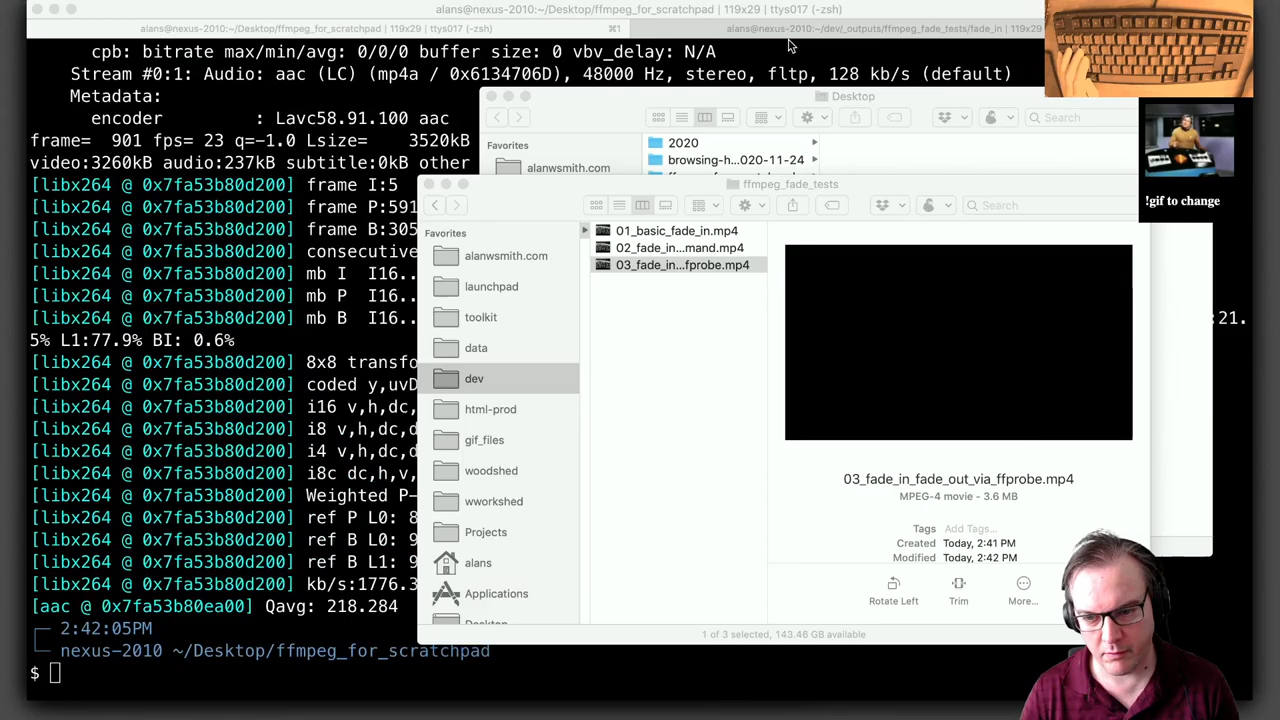 alans@nexus-2010:~/Desktop/ffmpeg_for_scratchpad | 119x29 | ttys017 (-zsh)
alans@nexus-2010:~/Desktop/ffmpeg_for_scratchpad | 119x29 | ttys017 (-zsh) ⌘1
alans@nexus-2010:~/dev/_outputs/ffmpeg_fade_tests/fade_in | 119x29
cpb: bitrate max/min/avg: 0/0/0 buffer size: 0 vbv_delay: N/A
Stream #0:1: Audio: aac (LC) (mp4a / 0x6134706D), 48000 Hz, stereo, fltp, 128 kb/s (default)
Metadata:
encoder : Lavc58.91.100 aac
frame= 901 fps= 23 q=-1.0 Lsize= 3520kB
video:3260kB audio:237kB subtitle:0kB other
[libx264 @ 0x7fa53b80d200] frame I:5
[libx264 @ 0x7fa53b80d200] frame P:591
[libx264 @ 0x7fa53b80d200] frame B:305
[libx264 @ 0x7fa53b80d200] consecutive
[libx264 @ 0x7fa53b80d200] mb I I16..
[libx264 @ 0x7fa53b80d200] mb P I16..
[libx264 @ 0x7fa53b80d200] mb B I16.. :21.
5% L1:77.9% BI: 0.6%
[libx264 @ 0x7fa53b80d200] 8x8 transfo
[libx264 @ 0x7fa53b80d200] coded y,uvD
[libx264 @ 0x7fa53b80d200] i16 v,h,dc,
[libx264 @ 0x7fa53b80d200] i8 v,h,dc,d
[libx264 @ 0x7fa53b80d200] i4 v,h,dc,d
[libx264 @ 0x7fa53b80d200] i8c dc,h,v,
[libx264 @ 0x7fa53b80d200] Weighted P-
[libx264 @ 0x7fa53b80d200] ref P L0: 8
[libx264 @ 0x7fa53b80d200] ref B L0: 9
[libx264 @ 0x7fa53b80d200] ref B L1: 9
[libx264 @ 0x7fa53b80d200] kb/s:1776.3
[aac @ 0x7fa53b80ea00] Qavg: 218.284
2:42:05PM
nexus-2010 ~/Desktop/ffmpeg_for_scratchpad
$
Desktop
Search
Favorites
alanwsmith.com
2020
browsing-h...020-11-24
ffmpeg_fade_tests
Search
Favorites
alanwsmith.com
launchpad
toolkit
data
dev
html-prod
gif_files
woodshed
wworkshed
Projects
alans
Applications
Desktop
01_basic_fade_in.mp4
02_fade_in...mand.mp4
03_fade_in...fprobe.mp4
03_fade_in_fade_out_via_ffprobe.mp4
MPEG-4 movie - 3.6 MB
Tags Add Tags...
Created Today, 2:41 PM
Modified Today, 2:42 PM
Rotate Left
Trim
More...
1 of 3 selected, 143.46 GB available
!gif to change